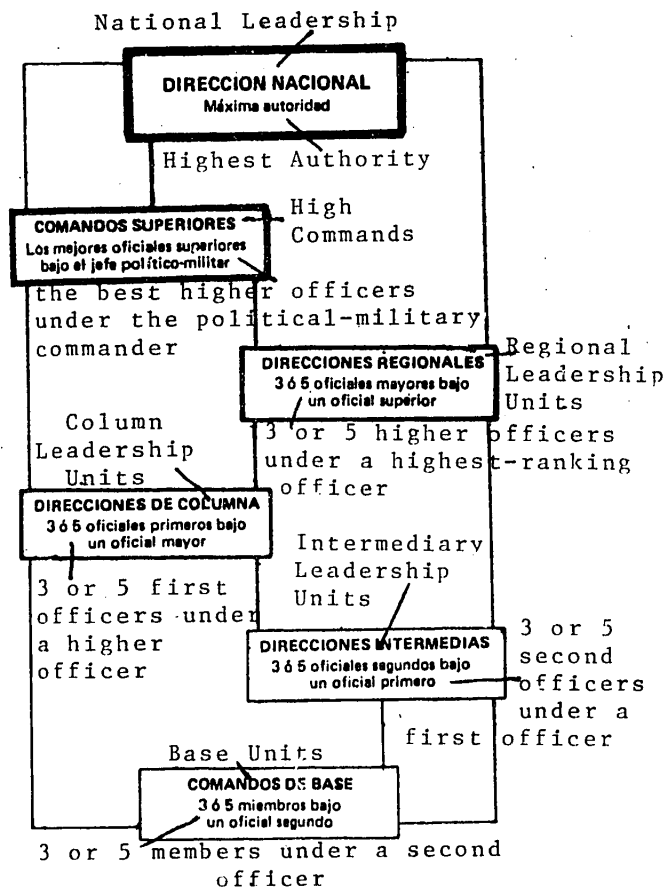 National Leadership
DIRECCION NACIONAL
Máxima autoridad
Highest Authority
COMANDOS SUPERIORES
Los mejores oficiales superiores
bajo el jefe político-militar
High
Commands
the best higher officers
under the political-military
commander
DIRECCIONES REGIONALES
3 ó 5 oficiales mayores bajo
un oficial supérior
Regional
Leadership
Units
3 or 5 higher officers
under a highest-ranking
officer
Column
Leadership
Units
DIRECCIONES DE COLUMNA
3 ó 5 oficiales primeros bajo
un oficial mayor
3 or 5 first
officers under
a higher
officer
Intermediary
Leadership
Units
DIRECCIONES INTERMEDIAS
3 ó 5 oficiales segundos bajo
un oficial primero
3 or 5
second
officers
under a
first officer
Base Units
COMANDOS DE BASE
3 ó 5 miembros bajo
un oficial segundo
3 or 5 members under a second
officer